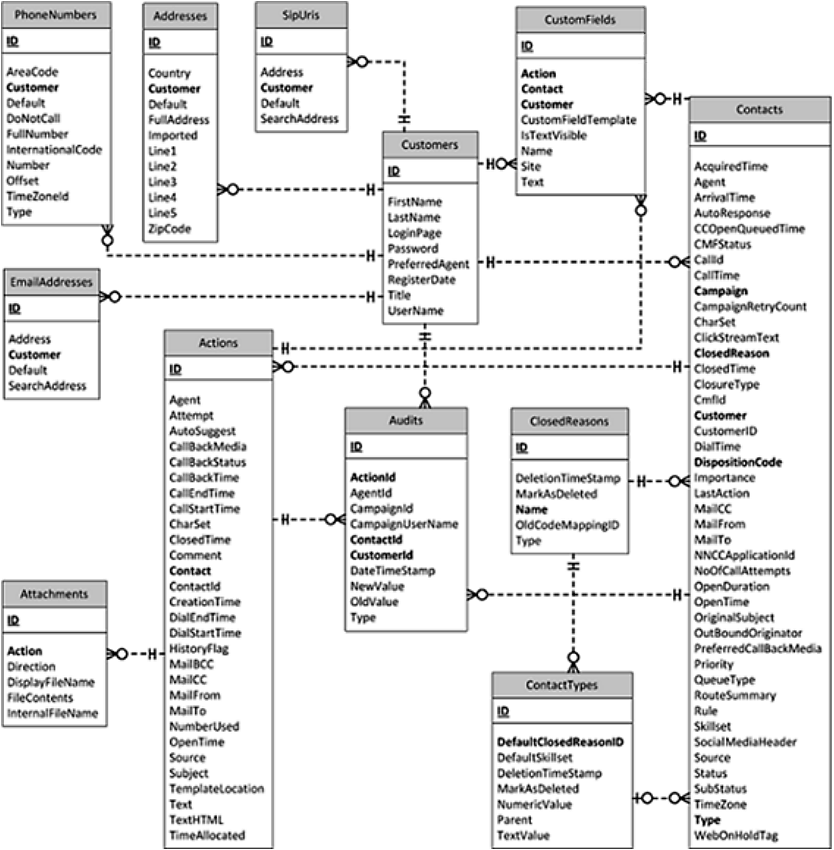 PhoneNumbers
ID
AreaCode
Customer
Default
DoNotCall
FullNumber
InternationalCode
Number
Offset
TimeZoneId
Type
Addresses
ID
Country
Customer
Default
FullAddress
Imported
Line1
Line2
Line3
Line4
Line5
ZipCode
SipUris
ID
Address
Customer
Default
SearchAddress
CustomFields
ID
Action
Contact
Customer
CustomFieldTemplate
IsTextVisible
Name
Site
Text
Customers
ID
FirstName
LastName
LoginPage
Password
PreferredAgent
RegisterDate
Title
UserName
Contacts
ID
AcquiredTime
Agent
ArrivalTime
AutoResponse
CCOpenQueuedTime
CMFStatus
CallId
CallTime
Campaign
CampaignRetryCount
CharSet
ClickStreamText
ClosedReason
ClosedTime
ClosureType
CmfId
Customer
CustomerID
DialTime
DispositionCode
Importance
LastAction
MailCC
MailFrom
MailTo
NNCCApplicationId
NoOfCallAttempts
OpenDuration
OpenTime
OriginalSubject
OutBoundOriginator
PreferredCallBackMedia
Priority
QueueType
RouteSummary
Rule
Skillset
SocialMediaHeader
Source
Status
SubStatus
TimeZone
Type
WebOnHoldTag
EmailAddresses
ID
Address
Customer
Default
SearchAddress
Actions
ID
Agent
Attempt
AutoSuggest
CallBackMedia
CallBackStatus
CallBackTime
CallEndTime
CallStartTime
CharSet
ClosedTime
Comment
Contact
ContactId
CreationTime
DialEndTime
DialStartTime
HistoryFlag
MailBCC
MailCC
MailFrom
MailTo
NumberUsed
OpenTime
Source
Subject
TemplateLocation
Text
TextHTML
TimeAllocated
Audits
ID
ActionId
AgentId
CampaignId
CampaignUserName
ContactId
CustomerId
DateTimeStamp
NewValue
OldValue
Type
ClosedReasons
ID
DeletionTimeStamp
MarkAsDeleted
Name
OldCodeMappingID
Type
Attachments
ID
Action
Direction
DisplayFileName
FileContents
InternalFileName
ContactTypes
ID
DefaultClosedReasonID
DefaultSkillset
DeletionTimeStamp
MarkAsDeleted
NumericValue
Parent
TextValue